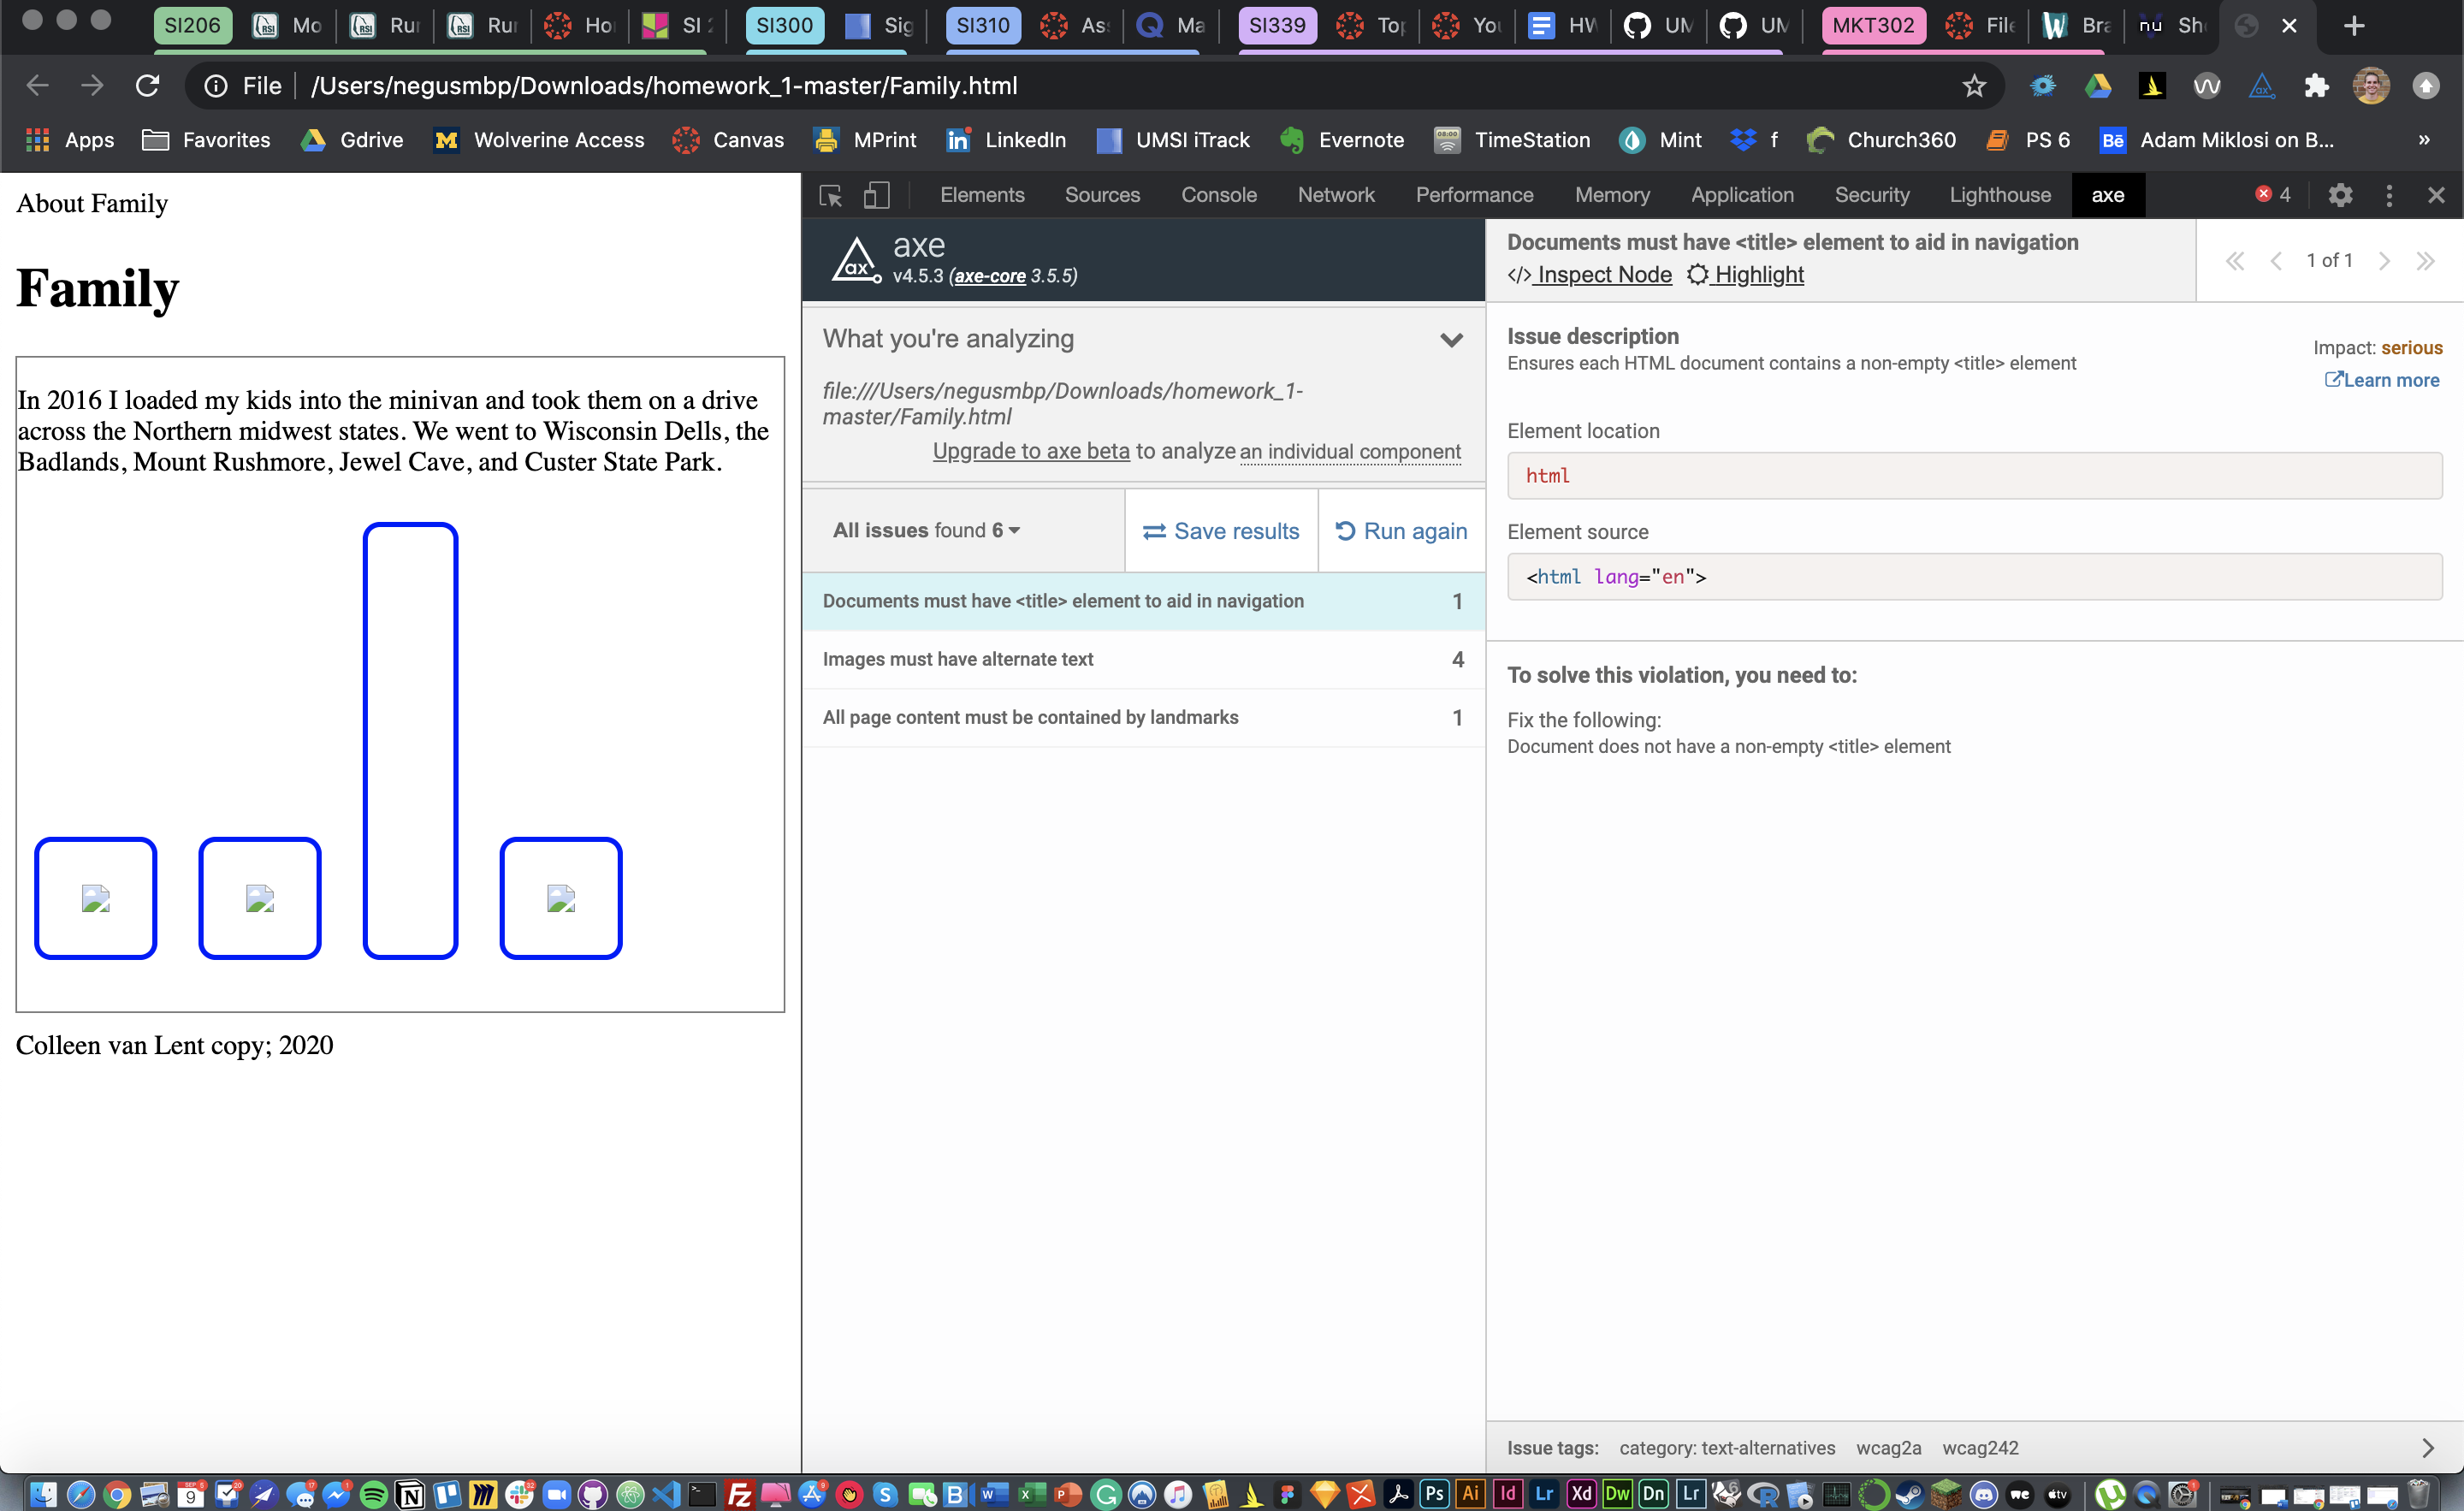 SI206
Mo
Rur
Rur
Ho
SI 2
SI300
Sig
SI310
As
Ma
SI339
Top
You
HW
UM
UM
MKT302
File
Bra
nu
Sh
File
/Users/negusmbp/Downloads/homework_1-master/Family.html
Apps
Favorites
Gdrive
Wolverine Access
Canvas
MPrint
LinkedIn
UMSI iTrack
Evernote
TimeStation
Mint
f
Church360
PS 6
Adam Miklosi on B...
»
About Family
Family
In 2016 I loaded my kids into the minivan and took them on a drive
across the Northern midwest states. We went to Wisconsin Dells, the
Badlands, Mount Rushmore, Jewel Cave, and Custer State Park.
Colleen van Lent copy; 2020
Elements
Sources
Console
Network
Performance
Memory
Application
Security
Lighthouse
axe
4
axe
v4.5.3 (axe-core 3.5.5)
What you're analyzing
file:///Users/negusmbp/Downloads/homework_1-
master/Family.html
Upgrade to axe beta to analyze an individual component
All issues found 6
Save results
Run again
Documents must have <title> element to aid in navigation 1
Images must have alternate text 4
All page content must be contained by landmarks 1
Documents must have <title> element to aid in navigation
</> Inspect Node Highlight
1 of 1
Issue description
Ensures each HTML document contains a non-empty <title> element
Impact: serious
Learn more
Element location
html
Element source
<html lang="en">
To solve this violation, you need to:
Fix the following:
Document does not have a non-empty <title> element
Issue tags: category: text-alternatives wcag2a wcag242